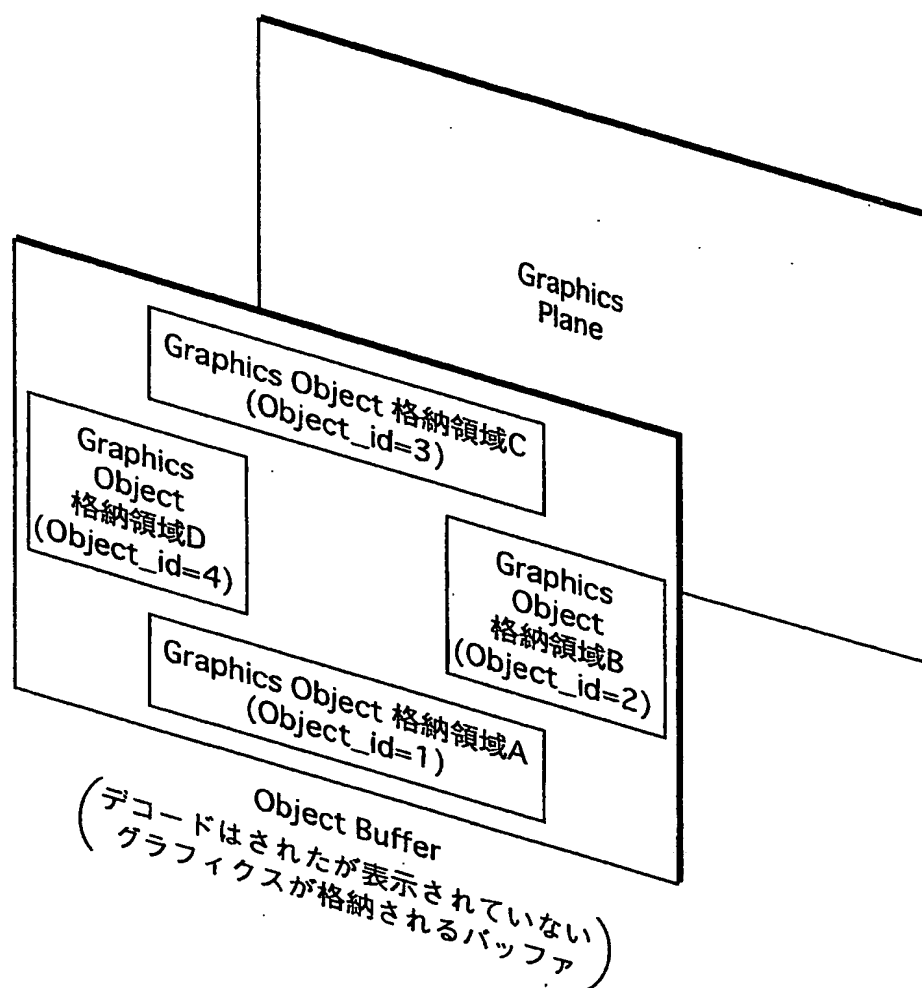 Graphics
Plane
Graphics Object 格納領域C
(Object_id=3)
Graphics
Object
格納領域D
(Object_id=4)
Graphics
Object
格納領域B
(Object_id=2)
Graphics Object 格納領域A
(Object_id=1)
Object Buffer
(デコードはされたが表示されていない
グラフィクスが格納されるバッファ)